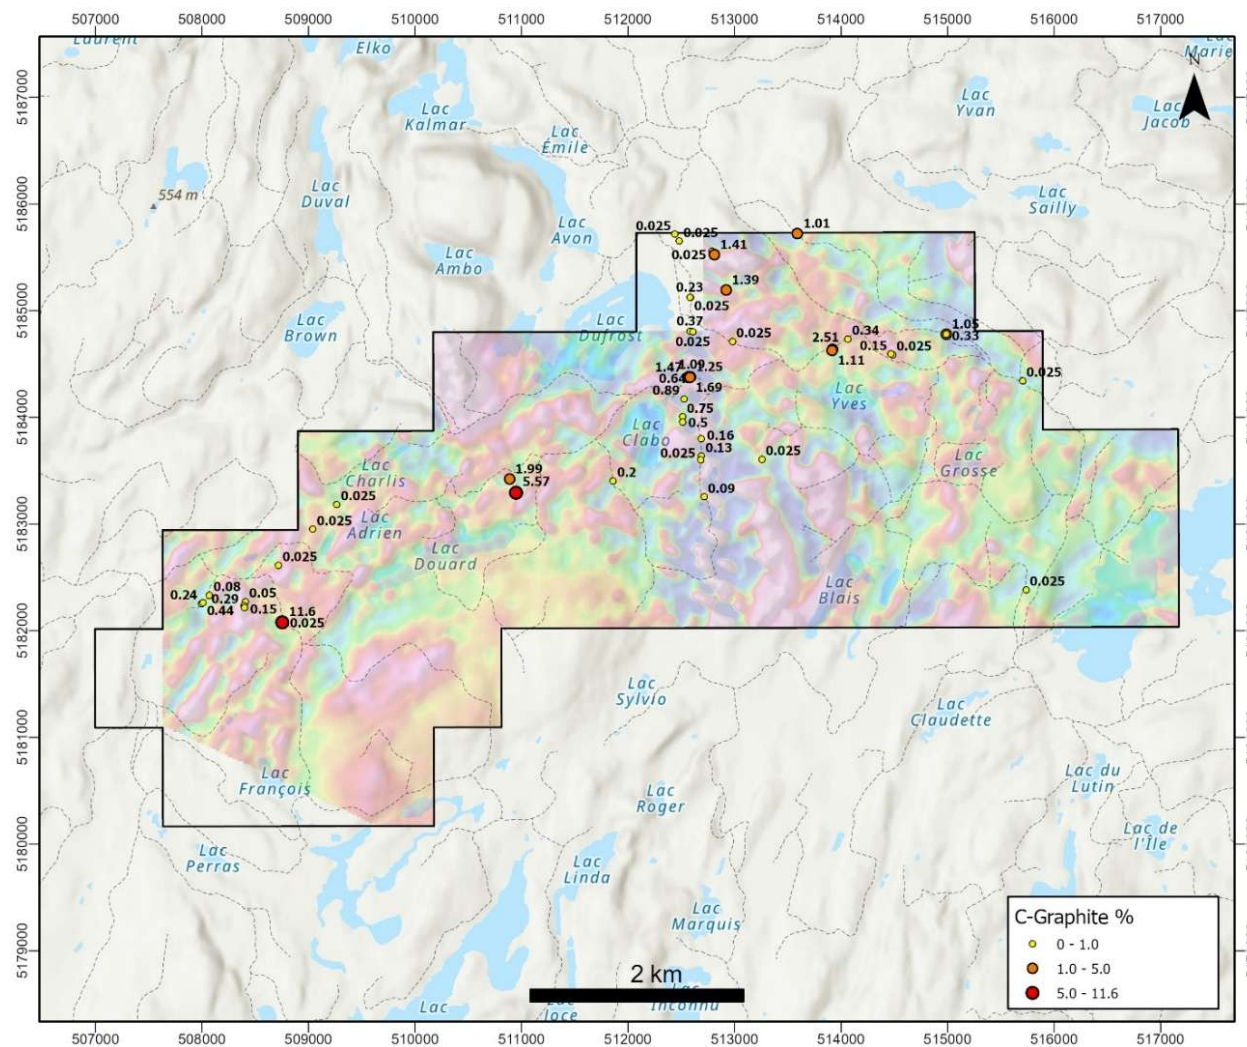 507000 508000 509000 510000 511000 512000 513000 514000 515000 516000 517000
Laurent
Elko
Lac
Marie
N
5187000
Lac
Kalmar
Lac
Émile
Lac
Yvan
Lac
Jacob
5186000
554 m
Lac
Duval
Lac
Avon
Lac
Sailly
Lac
Ambo
0.025
0.025
0.025
1.41
1.01
1.39
5185000
Lac
Brown
Lac
Dufrost
0.23
0.025
0.37
0.025
0.025
2.51
0.34
0.15
0.025
1.11
1.05
0.33
0.025
1.47
0.64
0.89
1.69
Lac
Yves
5184000
0.75
0.5
Lac
Clabo
0.16
0.13
0.025
0.025
0.2
0.09
Lac
Grosse
Lac
Charlis
1.99
5.57
5183000
0.025
0.025
Lac
Adrien
Lac
Douard
0.025
Lac
Blais
0.025
0.24
0.08
0.29
0.44
0.05
0.15
11.6
0.025
5182000
Lac
Sylvio
Lac
Claudette
5181000
Lac
François
Lac
Roger
Lac du
Lutin
5180000
Lac
Perras
Lac
Linda
Lac de
l'Île
Lac
Marquis
5179000
2 km
Lac
Joce
Inconnu
C-Graphite %
0 - 1.0
1.0 - 5.0
5.0 - 11.6
507000 508000 509000 510000 511000 512000 513000 514000 515000 516000 517000